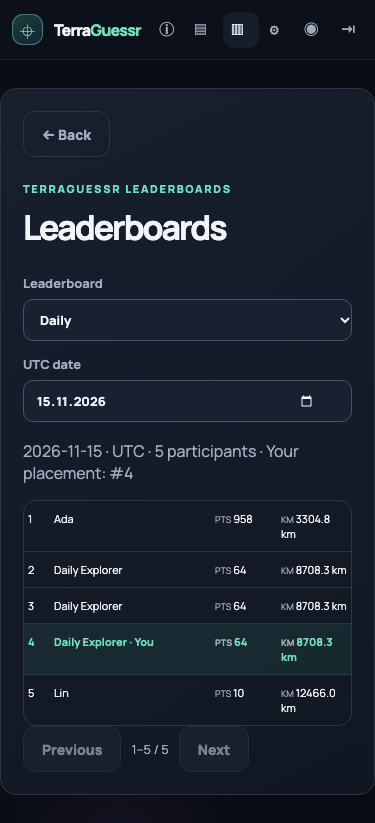 TerraGuessr
← Back
TERRAGUESSR LEADERBOARDS
Leaderboards
Leaderboard
Daily
UTC date
15.11.2026
2026-11-15 · UTC · 5 participants · Your
placement: #4
1 Ada PTS 958 KM 3304.8
km
2 Daily Explorer PTS 64 KM 8708.3 km
3 Daily Explorer PTS 64 KM 8708.3 km
4 Daily Explorer · You PTS 64 KM 8708.3
km
5 Lin PTS 10 KM 12466.0
km
Previous 1–5 / 5 Next